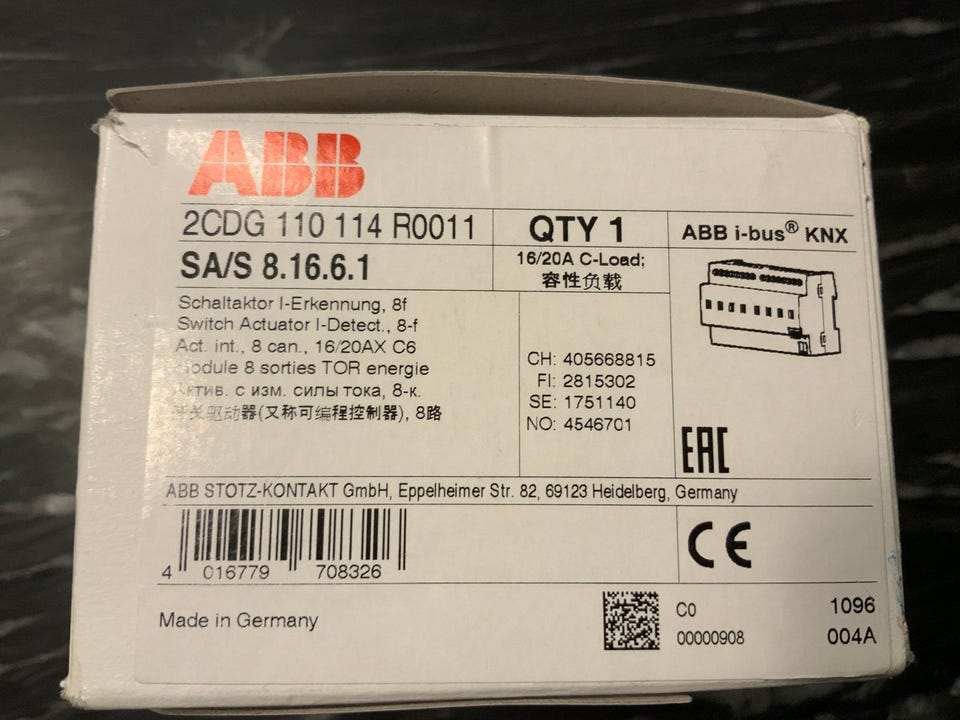 ABB
2CDG 110 114 R0011
QTY 1
ABB i-bus® KNX
SA/S 8.16.6.1
16/20A C-Load;
容性负载
Schaltaktor I-Erkennung, 8f
Switch Actuator I-Detect., 8-f
Act. int., 8 can., 16/20AX C6
Module 8 sorties TOR energie
Актив. с изм. силы тока, 8-к.
开关驱动器(又称可编程控制器), 8路
CH: 405668815
FI: 2815302
SE: 1751140
NO: 4546701
EAC
ABB STOTZ-KONTAKT GmbH, Eppelheimer Str. 82, 69123 Heidelberg, Germany
4 016779 708326
CE
Made in Germany
C0
00000908
1096
004A